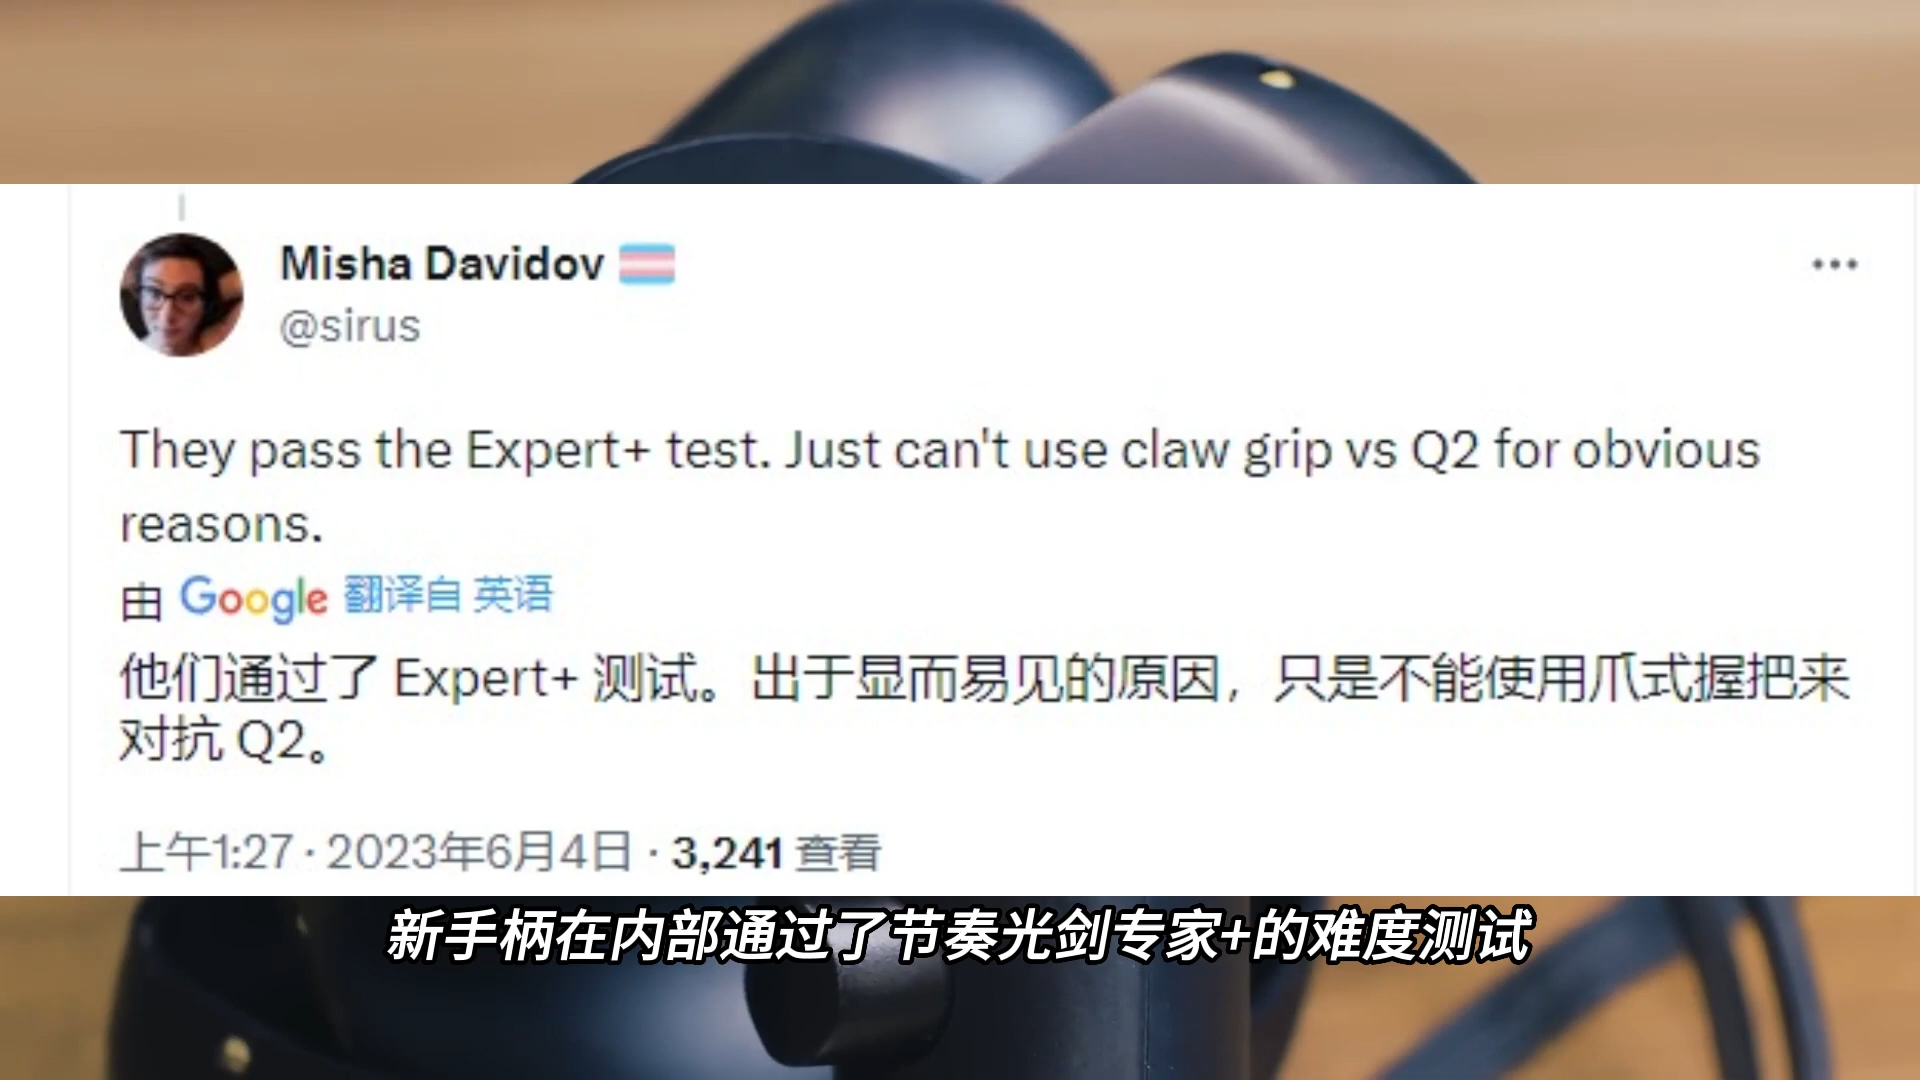 Misha Davidov
@sirus
They pass the Expert+ test. Just can't use claw grip vs Q2 for obvious
reasons.
由 Google 翻译自 英语
他们通过了 Expert+ 测试。出于显而易见的原因，只是不能使用爪式握把来
对抗 Q2。
上午1:27 · 2023年6月4日 · 3,241 查看
新手柄在内部通过了节奏光剑专家+的难度测试